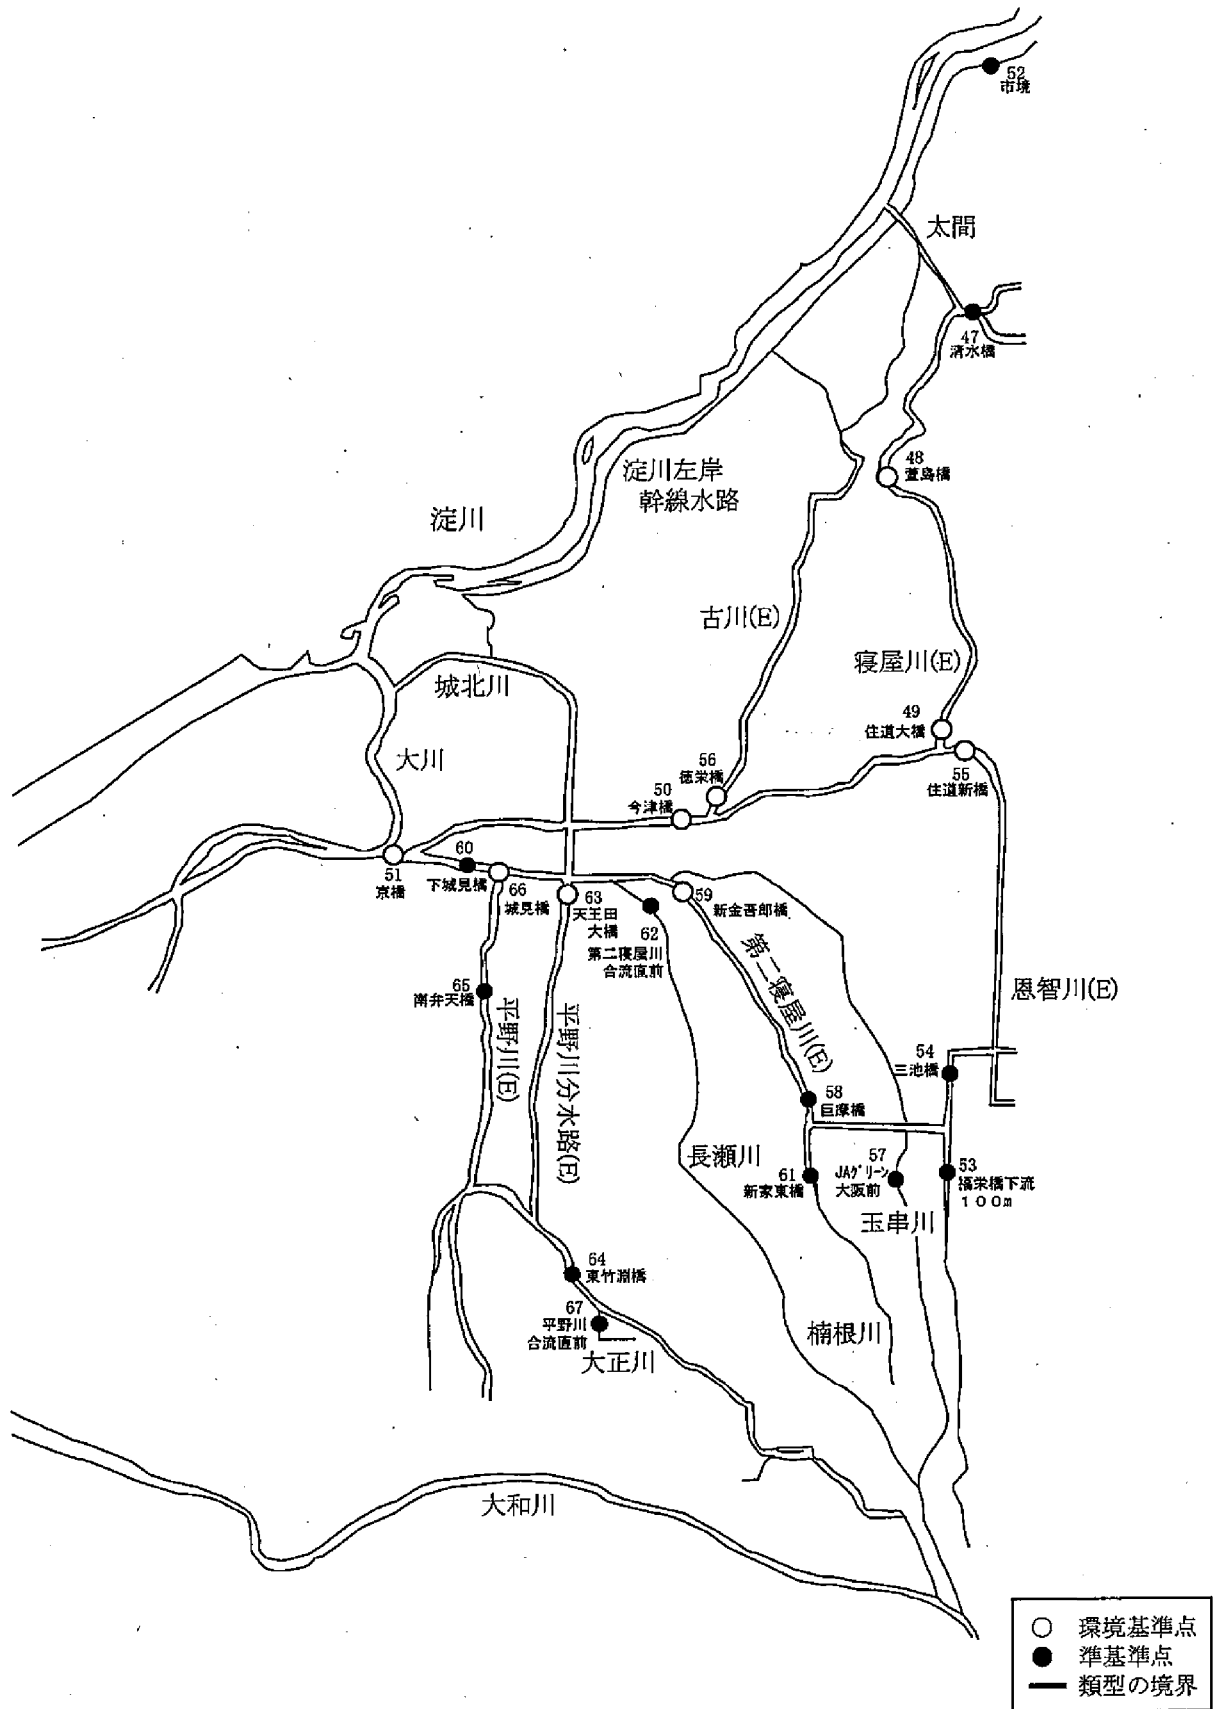 52
市境
太間
47
清水橋
48
萱島橋
淀川左岸
幹線水路
淀川
古川(E)
寝屋川(E)
城北川
49
住道大橋
大川
56
徳栄橋
50
今津橋
55
住道新橋
60
下城見橋
51
京橋
66
城見橋
63
天王田
大橋
59
新金吾郎橋
62
第二寝屋川
合流直前
第二寝屋川(E)
65
南弁天橋
平野川(E)
平野川分水路(E)
恩智川(E)
54
三池橋
58
巨摩橋
長瀬川
57
JAグリーン
大阪前
53
福栄橋下流
100m
61
新家東橋
玉串川
64
東竹淵橋
67
平野川
合流直前
大正川
楠根川
大和川
環境基準点
準基準点
類型の境界